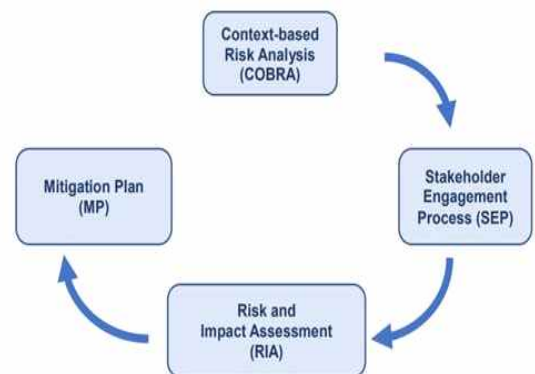 Context-based
Risk Analysis
(COBRA)
Stakeholder
Engagement
Process (SEP)
Risk and
Impact Assessment
(RIA)
Mitigation Plan
(MP)